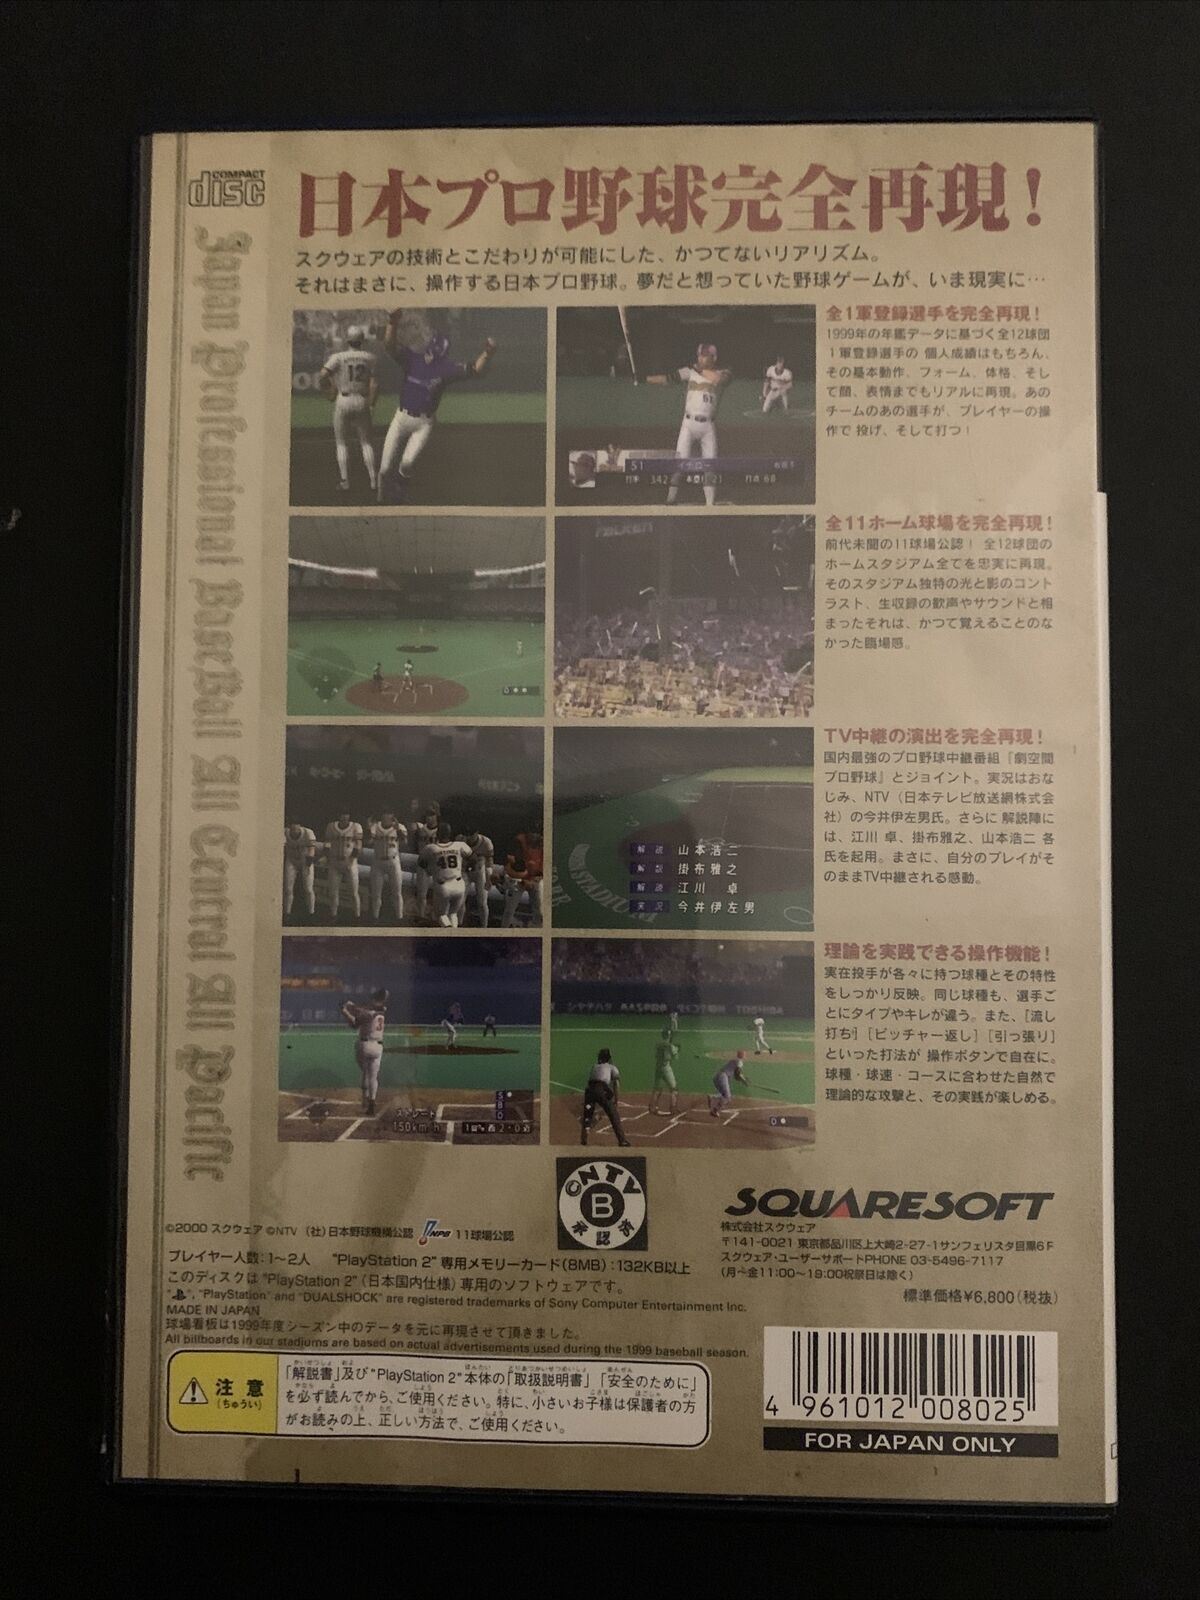 COMPACT
disc
Japan Professional BaseBall All Central All Pacific
日本プロ野球完全再現！
スクウェアの技術とこだわりが可能にした、かつてないリアリズム。
それはまさに、操作する日本プロ野球。夢だと想っていた野球ゲームが、いま現実に…
全1軍登録選手を完全再現！
1999年の年鑑データに基づく全12球団
1軍登録選手の 個人成績はもちろん、
その基本動作、フォーム、体格、そし
て顔、表情までもリアルに再現。あの
チームのあの選手が、プレイヤーの操
作で 投げ、そして打つ！
12
51
51 イチロー
打率 .342 本塁打 21 打点 68
全11ホーム球場を完全再現！
前代未聞の11球場公認！ 全12球団の
ホームスタジアム全てを忠実に再現。
そのスタジアム独特の光と影のコント
ラスト、生収録の歓声やサウンドと相
まったそれは、かつて覚えることのな
かった臨場感。
FALKEN
TV中継の演出を完全再現！
国内最強のプロ野球中継番組『劇空間
プロ野球』とジョイント。実況はおな
じみ、NTV（日本テレビ放送網株式会
社）の今井伊左男氏。さらに 解説陣に
は、江川 卓、掛布雅之、山本浩二 各
氏を起用。まさに、自分のプレイがそ
のままTV中継される感動。
48
解説 山本浩二
解説 掛布雅之
解説 江川 卓
実況 今井伊左男
STADIUM
理論を実践できる操作機能！
実在投手が各々に持つ球種とその特性
をしっかり反映。同じ球種も、選手ご
とにタイプやキレが違う。また、[流し
打ち] [ピッチャー返し] [引っ張り]
といった打法が 操作ボタンで自在に。
球種・球速・コースに合わせた自然で
理論的な攻撃と、その実践が楽しめる。
3
ストレート
150km/h
S
B
O
NTV
B
承認済
SQUARESOFT
株式会社スクウェア
〒141-0021 東京都品川区上大崎2-27-1サンフェリスタ目黒6F
スクウェア・ユーザーサポートPHONE 03-5496-7117
(月〜金11:00〜19:00祝祭日は除く)
標準価格¥6,800(税抜)
©2000 スクウェア ©NTV （社）日本野球機構公認 NPB 11球場公認
プレイヤー人数：1〜2人 "PlayStation 2" 専用メモリーカード(8MB)：132KB以上
このディスクは "PlayStation 2" (日本国内仕様) 専用のソフトウェアです。
" ", "PlayStation" and "DUALSHOCK" are registered trademarks of Sony Computer Entertainment Inc.
MADE IN JAPAN
球場看板は1999年度シーズン中のデータを元に再現させて頂きました。
All billboards in our stadiums are based on actual advertisements used during the 1999 baseball season.
注意
(ちゅうい)
「解説書」及び"PlayStation 2"本体の「取扱説明書」「安全のために」
を必ず読んでから、ご使用ください。特に、小さいお子様は保護者の方
がお読みの上、正しい方法で、ご使用ください。
4 961012 008025
FOR JAPAN ONLY